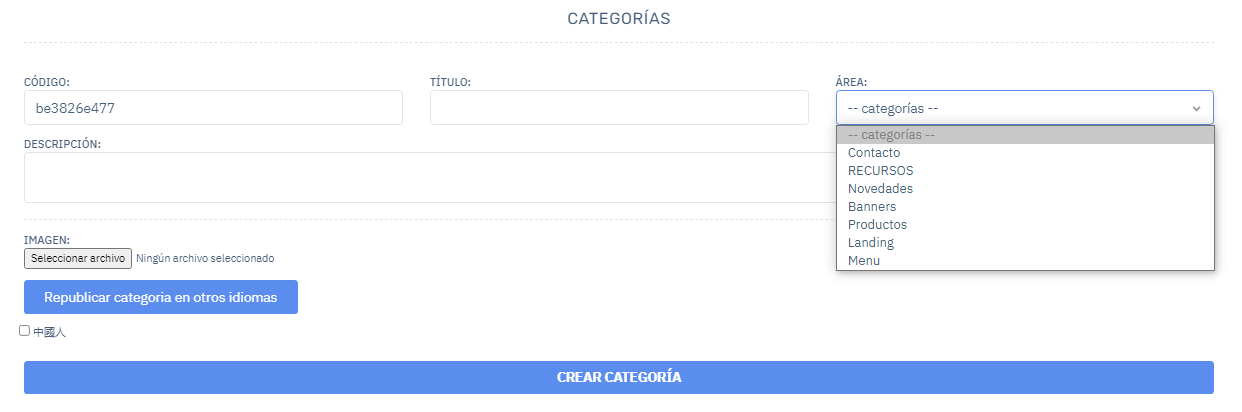 CATEGORÍAS
CÓDIGO:
be3826e477
TÍTULO:
ÁREA:
-- categorías --
-- categorías --
Contacto
RECURSOS
Novedades
Banners
Productos
Landing
Menu
DESCRIPCIÓN:
IMAGEN:
Seleccionar archivo Ningún archivo seleccionado
Republicar categoria en otros idiomas
中國人
CREAR CATEGORÍA